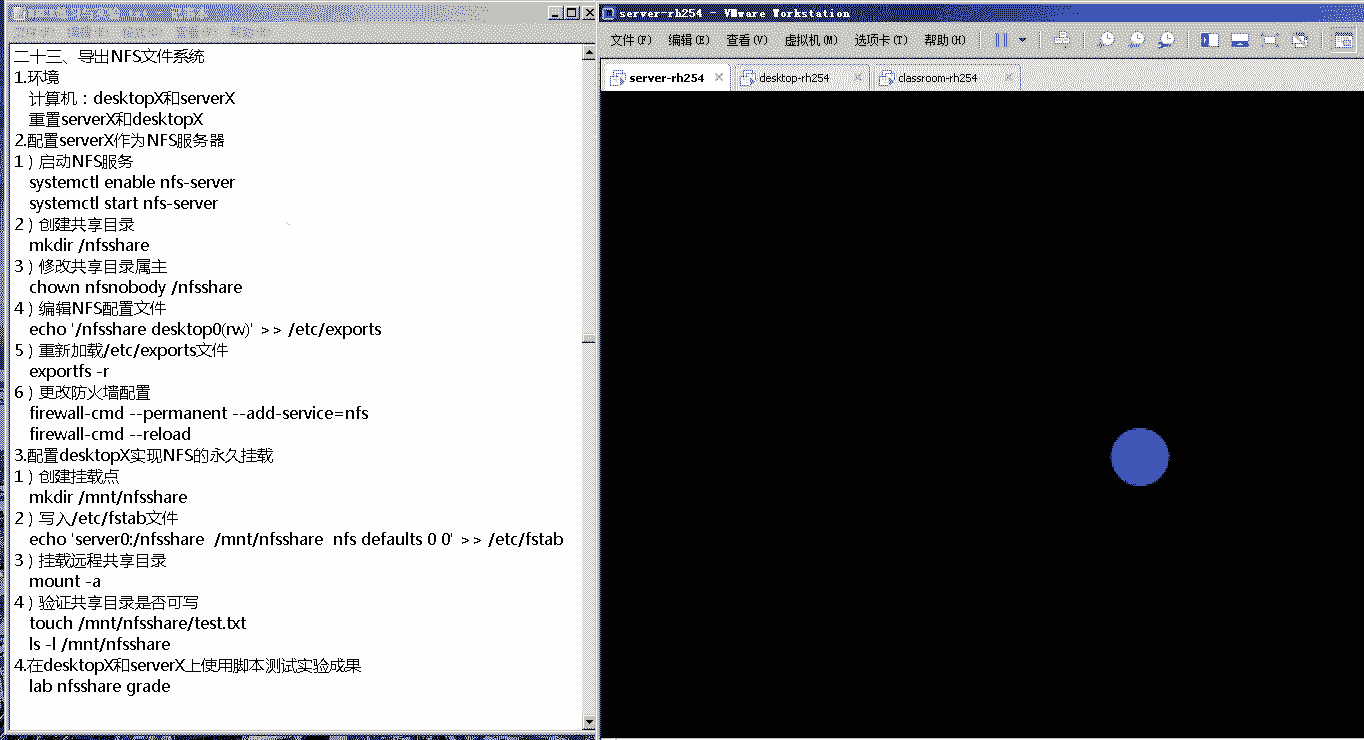 二十三、导出NFS文件系统
1.环境
计算机：desktopX和serverX
重置serverX和desktopX
2.配置serverX作为NFS服务器
1）启动NFS服务
systemctl enable nfs-server
systemctl start nfs-server
2）创建共享目录
mkdir /nfsshare
3）修改共享目录属主
chown nfsnobody /nfsshare
4）编辑NFS配置文件
echo '/nfsshare desktop0(rw)' >> /etc/exports
5）重新加载/etc/exports文件
exportfs -r
6）更改防火墙配置
firewall-cmd --permanent --add-service=nfs
firewall-cmd --reload
3.配置desktopX实现NFS的永久挂载
1）创建挂载点
mkdir /mnt/nfsshare
2）写入/etc/fstab文件
echo 'server0:/nfsshare  /mnt/nfsshare  nfs defaults 0 0' >> /etc/fstab
3）挂载远程共享目录
mount -a
4）验证共享目录是否可写
touch /mnt/nfsshare/test.txt
ls -l /mnt/nfsshare
4.在desktopX和serverX上使用脚本测试实验成果
lab nfsshare grade
server-rh254 - VMware Workstation
文件(F) 编辑(E) 查看(V) 虚拟机(M) 选项卡(T) 帮助(H)
server-rh254 desktop-rh254 classroom-rh254